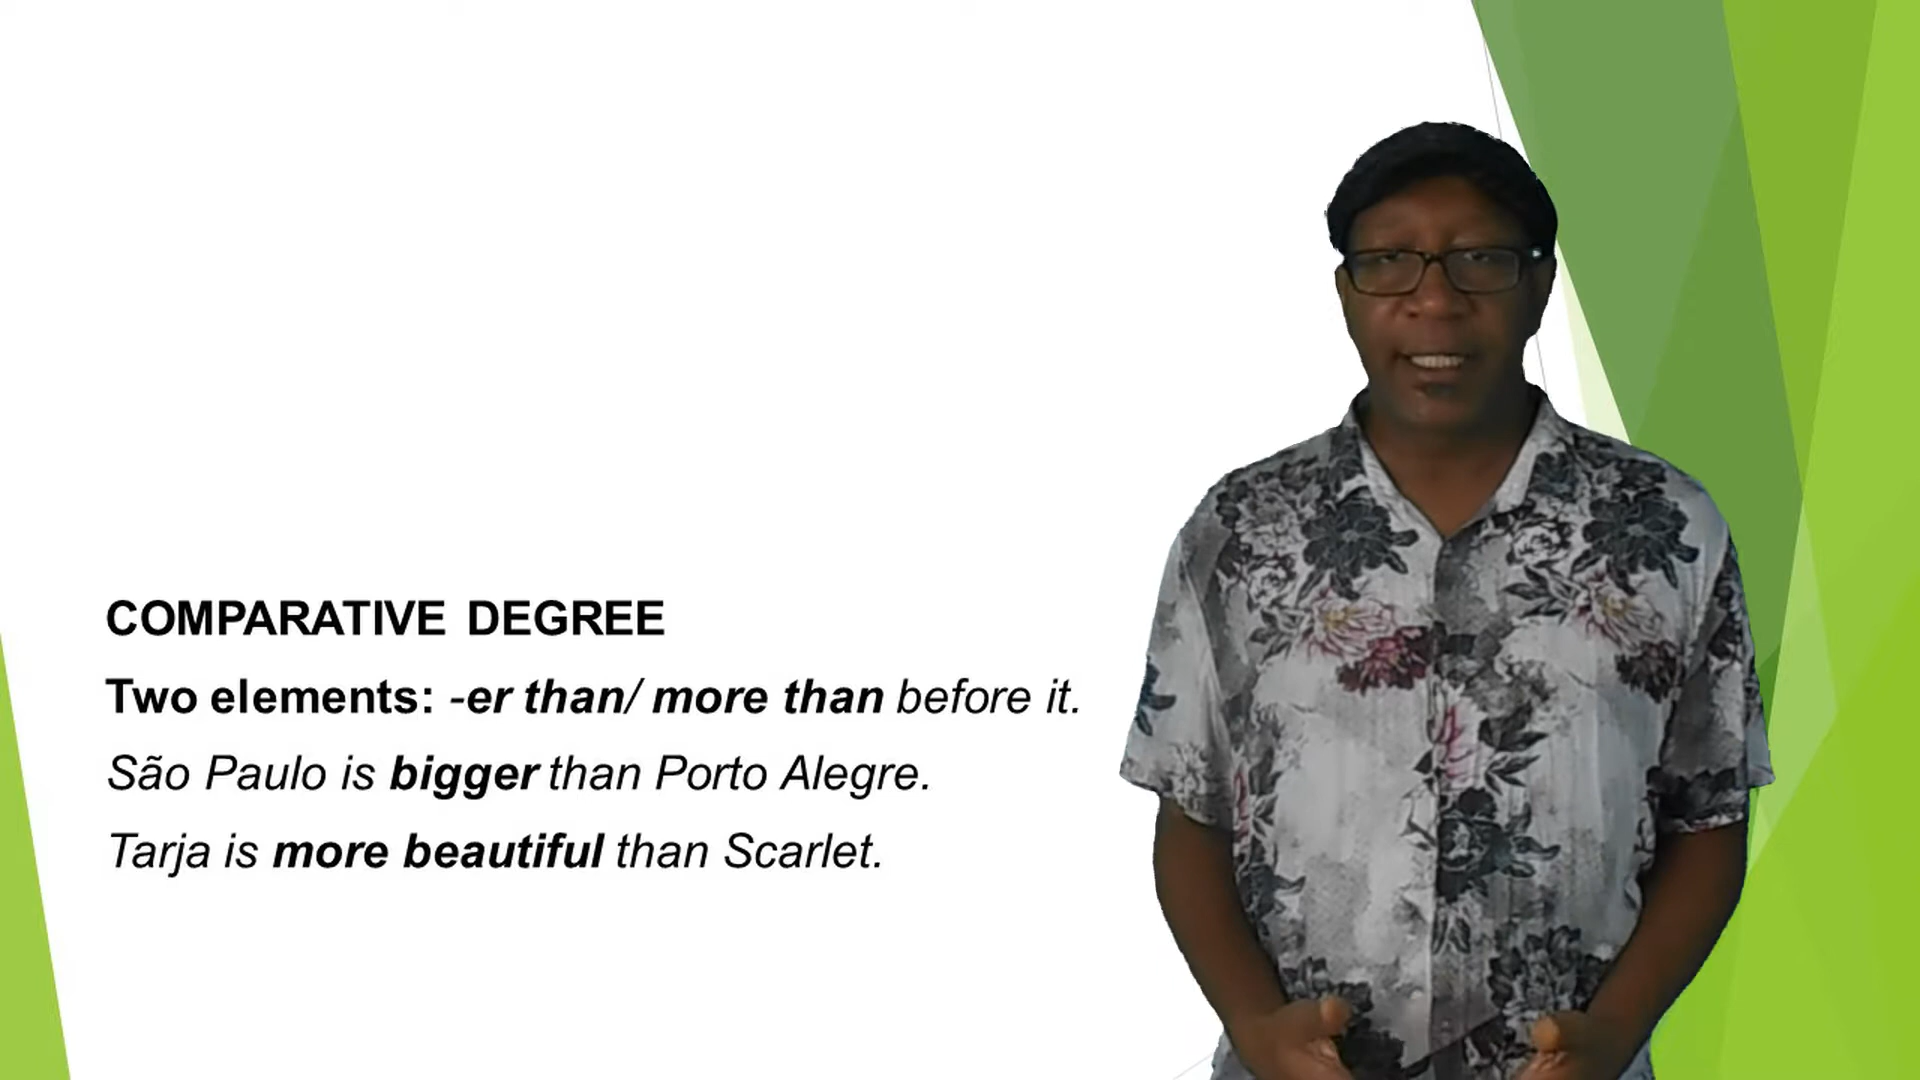 COMPARATIVE DEGREE
Two elements: -er than/ more than before it.
São Paulo is bigger than Porto Alegre.
Tarja is more beautiful than Scarlet.